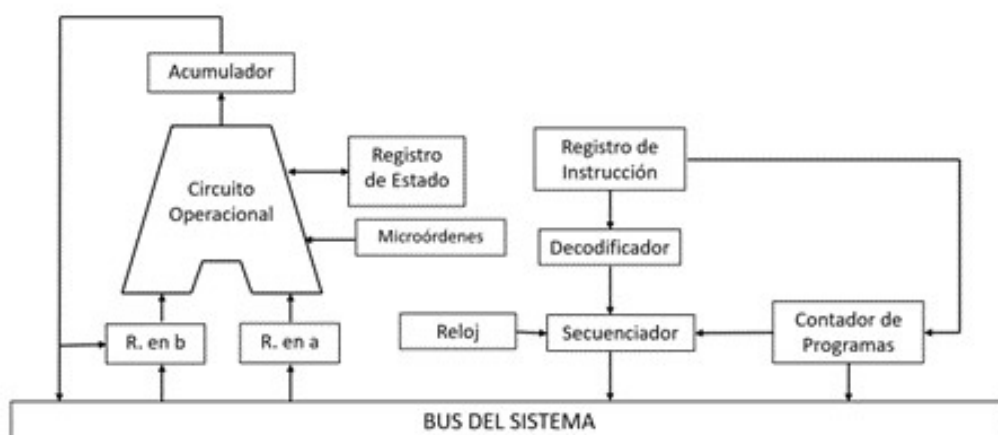 Acumulador
Circuito
Operacional
Registro
de Estado
Microórdenes
R. en b
R. en a
Registro de
Instrucción
Decodificador
Reloj
Secuenciador
Contador de
Programas
BUS DEL SISTEMA